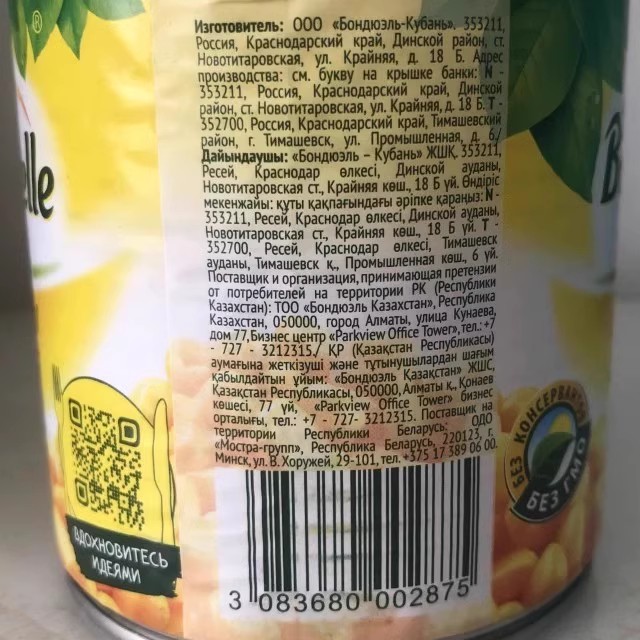 Изготовитель: ООО «Бондюэль-Кубань». 353211,
Россия, Краснодарский край, Динской район, ст.
Новотитаровская, ул. Крайняя, д. 18 Б. Адрес
производства: см. букву на крышке банки: N -
353211, Россия, Краснодарский край, Динской
район, ст. Новотитаровская, ул. Крайняя, д. 18 Б. T -
352700, Россия, Краснодарский край, Тимашевский
район, г. Тимашевск, ул. Промышленная, д. 6./
Дайындаушы: «Бондюэль – Кубань» ЖШҚ. 353211,
Ресей, Краснодар өлкесі, Динской ауданы,
Новотитаровская ст., Крайняя көш., 18 Б үй. Өндіріс
мекенжайы: құты қақпағындағы әріпке қараңыз: N -
353211, Ресей, Краснодар өлкесі, Динской ауданы,
Новотитаровская ст., Крайняя көш., 18 Б үй. T -
352700, Ресей, Краснодар өлкесі, Тимашевск
ауданы, Тимашевск қ., Промышленная көш., 6 үй.
Поставщик и организация, принимающая претензии
от потребителей на территории РК (Республики
Казахстан): ТОО «Бондюэль Казахстан», Республика
Казахстан, 050000, город Алматы, улица Кунаева,
дом 77, Бизнес центр «Parkview Office Tower», тел.: +7
- 727 - 3212315./ ҚР (Қазақстан Республикасы)
аумағына жеткізуші және тұтынушылардан шағым
қабылдайтын ұйым: «Бондюэль Қазақстан» ЖШС,
Қазақстан Республикасы, 050000, Алматы қ., Қонаев
көшесі, 77 үй, «Parkview Office Tower» бизнес
орталығы, тел.: +7 - 727- 3212315. Поставщик на
территории Республики Беларусь: ОДО
«Мостра-групп», Республика Беларусь, 220123, г.
Минск, ул. В. Хоружей, 29-101, тел. +375 17 389 06 00.
elle
B
ВДОХНОВИТЕСЬ
ИДЕЯМИ
БЕЗ КОНСЕРВАНТОВ
БЕЗ ГМО
3 083680 002875